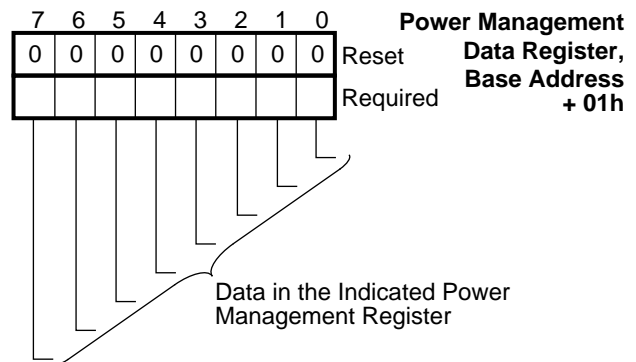 7 6 5 4 3 2 1 0
0 0 0 0 0 0 0 0 Reset
Required
Power Management
Data Register,
Base Address
+ 01h
Data in the Indicated Power
Management Register